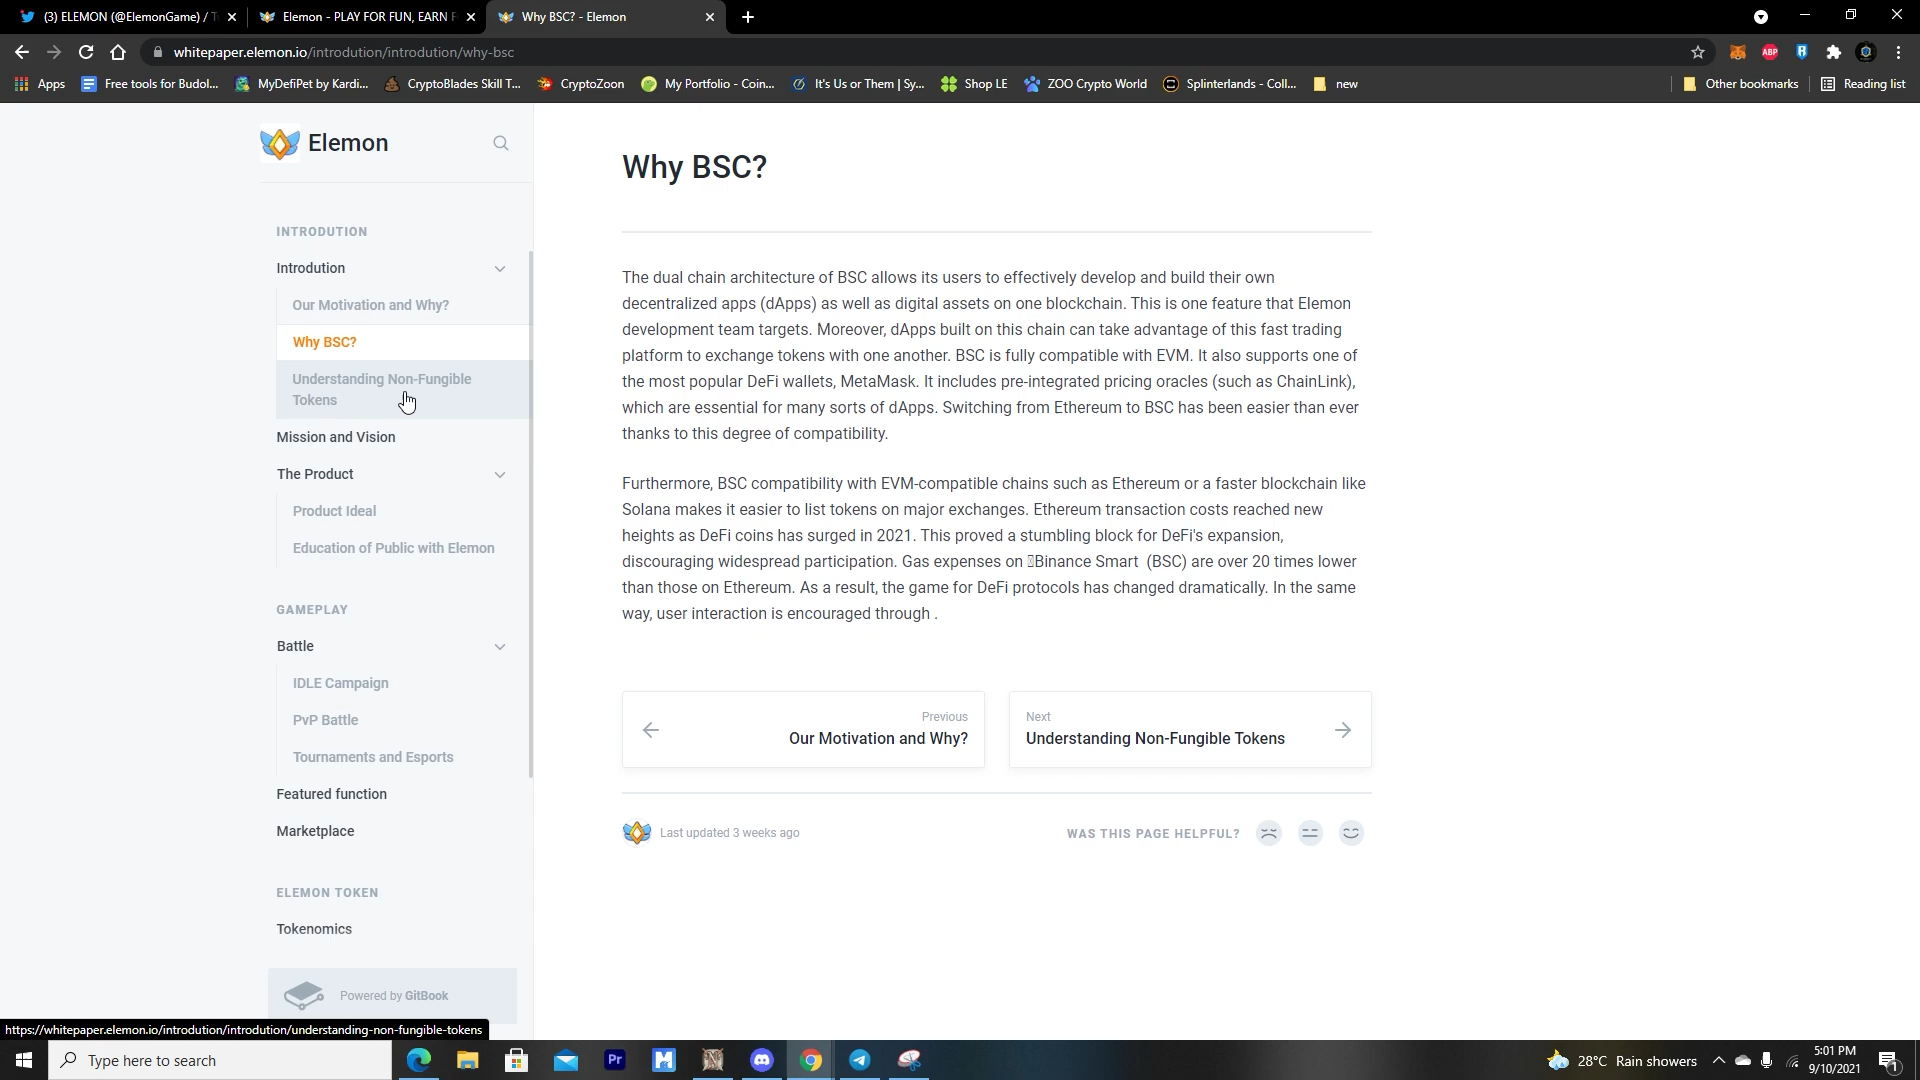 (3) ELEMON (@ElemonGame) / T
Elemon - PLAY FOR FUN, EARN F
Why BSC? - Elemon
whitepaper.elemon.io/introdution/introdution/why-bsc
ABP
Apps
Free tools for Budol...
MyDefiPet by Kardi...
CryptoBlades Skill T...
CryptoZoon
My Portfolio - Coin...
It's Us or Them | Sy...
Shop LE
ZOO Crypto World
Splinterlands - Coll...
new
Other bookmarks
Reading list
Elemon
INTRODUTION
Introdution
Our Motivation and Why?
Why BSC?
Understanding Non-Fungible
Tokens
Mission and Vision
The Product
Product Ideal
Education of Public with Elemon
GAMEPLAY
Battle
IDLE Campaign
PvP Battle
Tournaments and Esports
Featured function
Marketplace
ELEMON TOKEN
Tokenomics
Powered by GitBook
Why BSC?
The dual chain architecture of BSC allows its users to effectively develop and build their own
decentralized apps (dApps) as well as digital assets on one blockchain. This is one feature that Elemon
development team targets. Moreover, dApps built on this chain can take advantage of this fast trading
platform to exchange tokens with one another. BSC is fully compatible with EVM. It also supports one of
the most popular DeFi wallets, MetaMask. It includes pre-integrated pricing oracles (such as ChainLink),
which are essential for many sorts of dApps. Switching from Ethereum to BSC has been easier than ever
thanks to this degree of compatibility.
Furthermore, BSC compatibility with EVM-compatible chains such as Ethereum or a faster blockchain like
Solana makes it easier to list tokens on major exchanges. Ethereum transaction costs reached new
heights as DeFi coins has surged in 2021. This proved a stumbling block for DeFi's expansion,
discouraging widespread participation. Gas expenses on Binance Smart (BSC) are over 20 times lower
than those on Ethereum. As a result, the game for DeFi protocols has changed dramatically. In the same
way, user interaction is encouraged through .
Previous
Our Motivation and Why?
Next
Understanding Non-Fungible Tokens
Last updated 3 weeks ago
WAS THIS PAGE HELPFUL?
https://whitepaper.elemon.io/introdution/introdution/understanding-non-fungible-tokens
Type here to search
Pr
28°C Rain showers
5:01 PM
9/10/2021
1